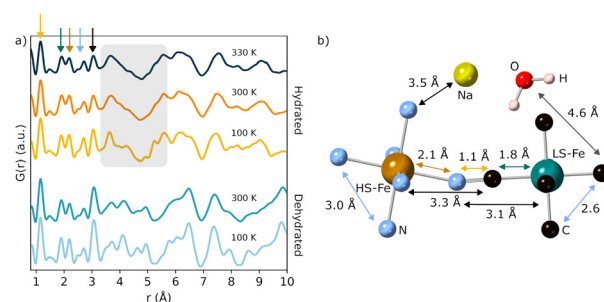 a)
330 K
300 K
100 K
300 K
100 K
G(r) (a.u.)
Hydrated
Dehydrated
1 2 3 4 5 6 7 8 9 10
r (Å)
b)
O
H
3.5 Å
Na
4.6 Å
2.1 Å
1.1 Å
1.8 Å
LS-Fe
HS-Fe
3.0 Å
3.3 Å
3.1 Å
2.6
N
C